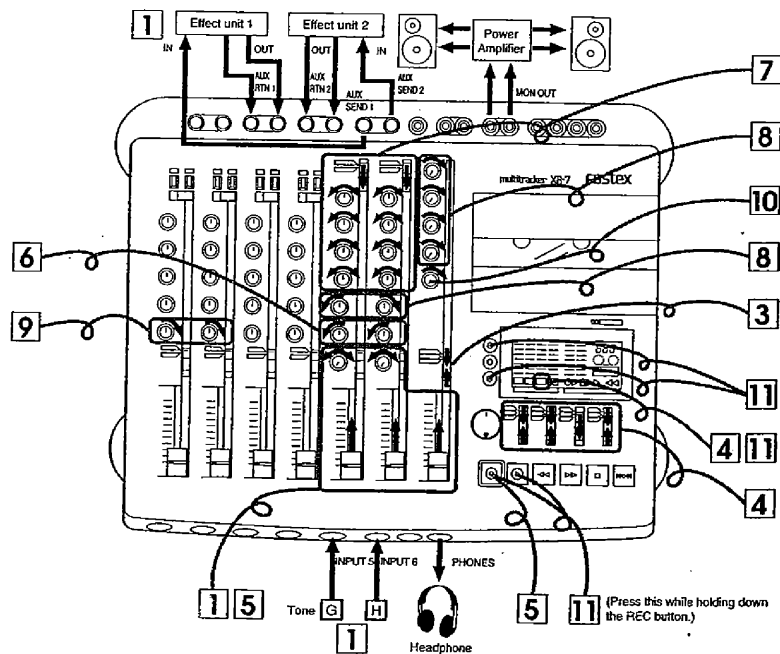 1
Effect unit 1
Effect unit 2
IN
OUT
OUT
IN
AUX
RTN 1
AUX
RTN 2
AUX
SEND 1
AUX
SEND 2
Power
Amplifier
MON OUT
7
8
multitracker XR-7 Fostex
10
6
8
9
3
11
4 11
4
INPUT 5
INPUT 6
PHONES
1 5
Tone
G
H
1
Headphone
5
11
(Press this while holding down
the REC button.)